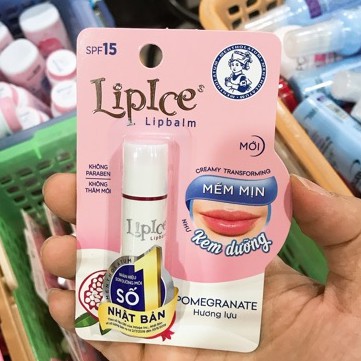 SPF15
MENTHOLATUM
LipIce
Lipbalm
MỚI
KHÔNG
PARABEN
KHÔNG
THÂM MÔI
CREAMY TRANSFORMING
MỀM MỊN
NHƯ
Kem dưỡng
LipIce
Lipbalm
SỐ
1
NHẬT BẢN
POMEGRANATE
Hương lựu